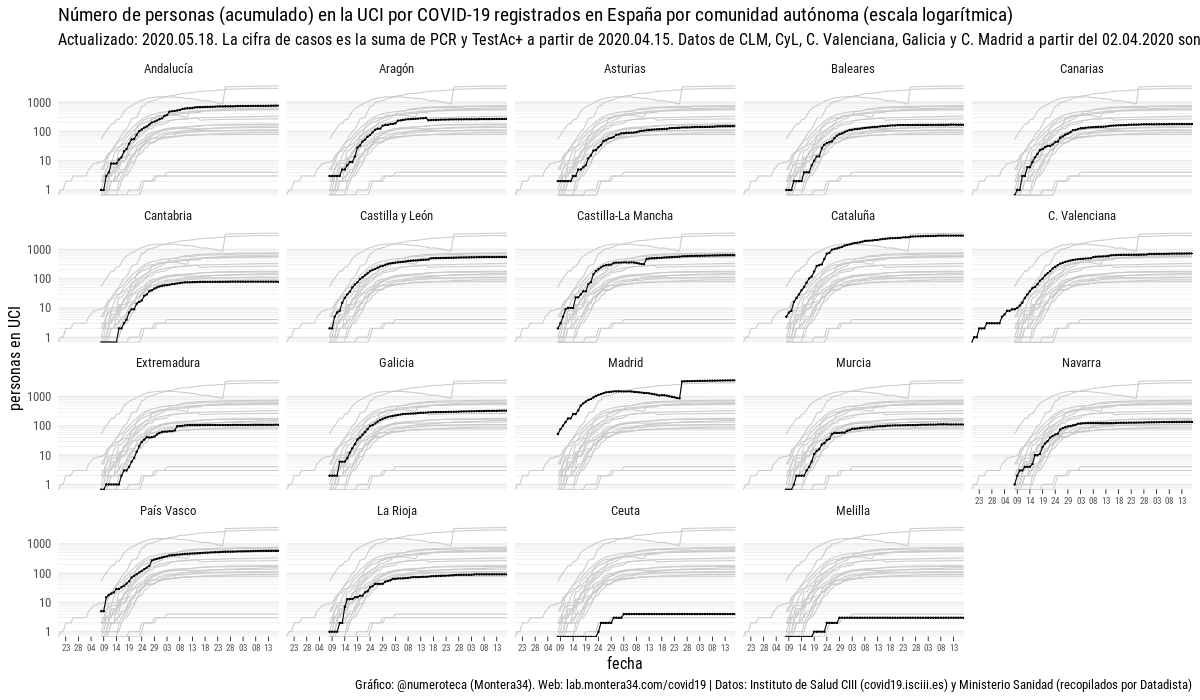 Número de personas (acumulado) en la UCI por COVID-19 registrados en España por comunidad autónoma (escala logarítmica)
Actualizado: 2020.05.18. La cifra de casos es la suma de PCR y TestAc+ a partir de 2020.04.15. Datos de CLM, CyL, C. Valenciana, Galicia y C. Madrid a partir del 02.04.2020 son
Andalucía Aragón Asturias Baleares Canarias
1000
100
10
1
Cantabria Castilla y León Castilla-La Mancha Cataluña C. Valenciana
1000
100
10
1
personas en UCI
Extremadura Galicia Madrid Murcia Navarra
1000
100
10
1
23 28 04 09 14 19 24 29 03 08 13 18 23 28 03 08 13
País Vasco La Rioja Ceuta Melilla
1000
100
10
1
23 28 04 09 14 19 24 29 03 08 13 18 23 28 03 08 13 23 28 04 09 14 19 24 29 03 08 13 18 23 28 03 08 13 23 28 04 09 14 19 24 29 03 08 13 18 23 28 03 08 13 23 28 04 09 14 19 24 29 03 08 13 18 23 28 03 08 13
fecha
Gráfico: @numeroteca (Montera34). Web: lab.montera34.com/covid19 | Datos: Instituto de Salud CIII (covid19.isciii.es) y Ministerio Sanidad (recopilados por Datadista)